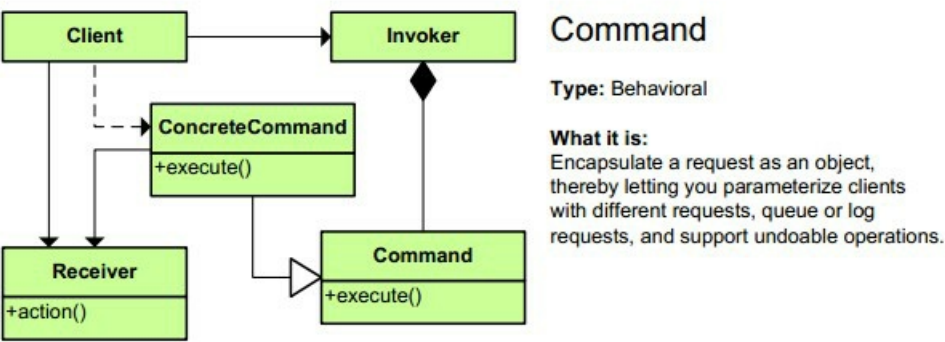 Client
Invoker
ConcreteCommand
+execute()
Receiver
+action()
Command
+execute()
Command
Type: Behavioral
What it is:
Encapsulate a request as an object,
thereby letting you parameterize clients
with different requests, queue or log
requests, and support undoable operations.